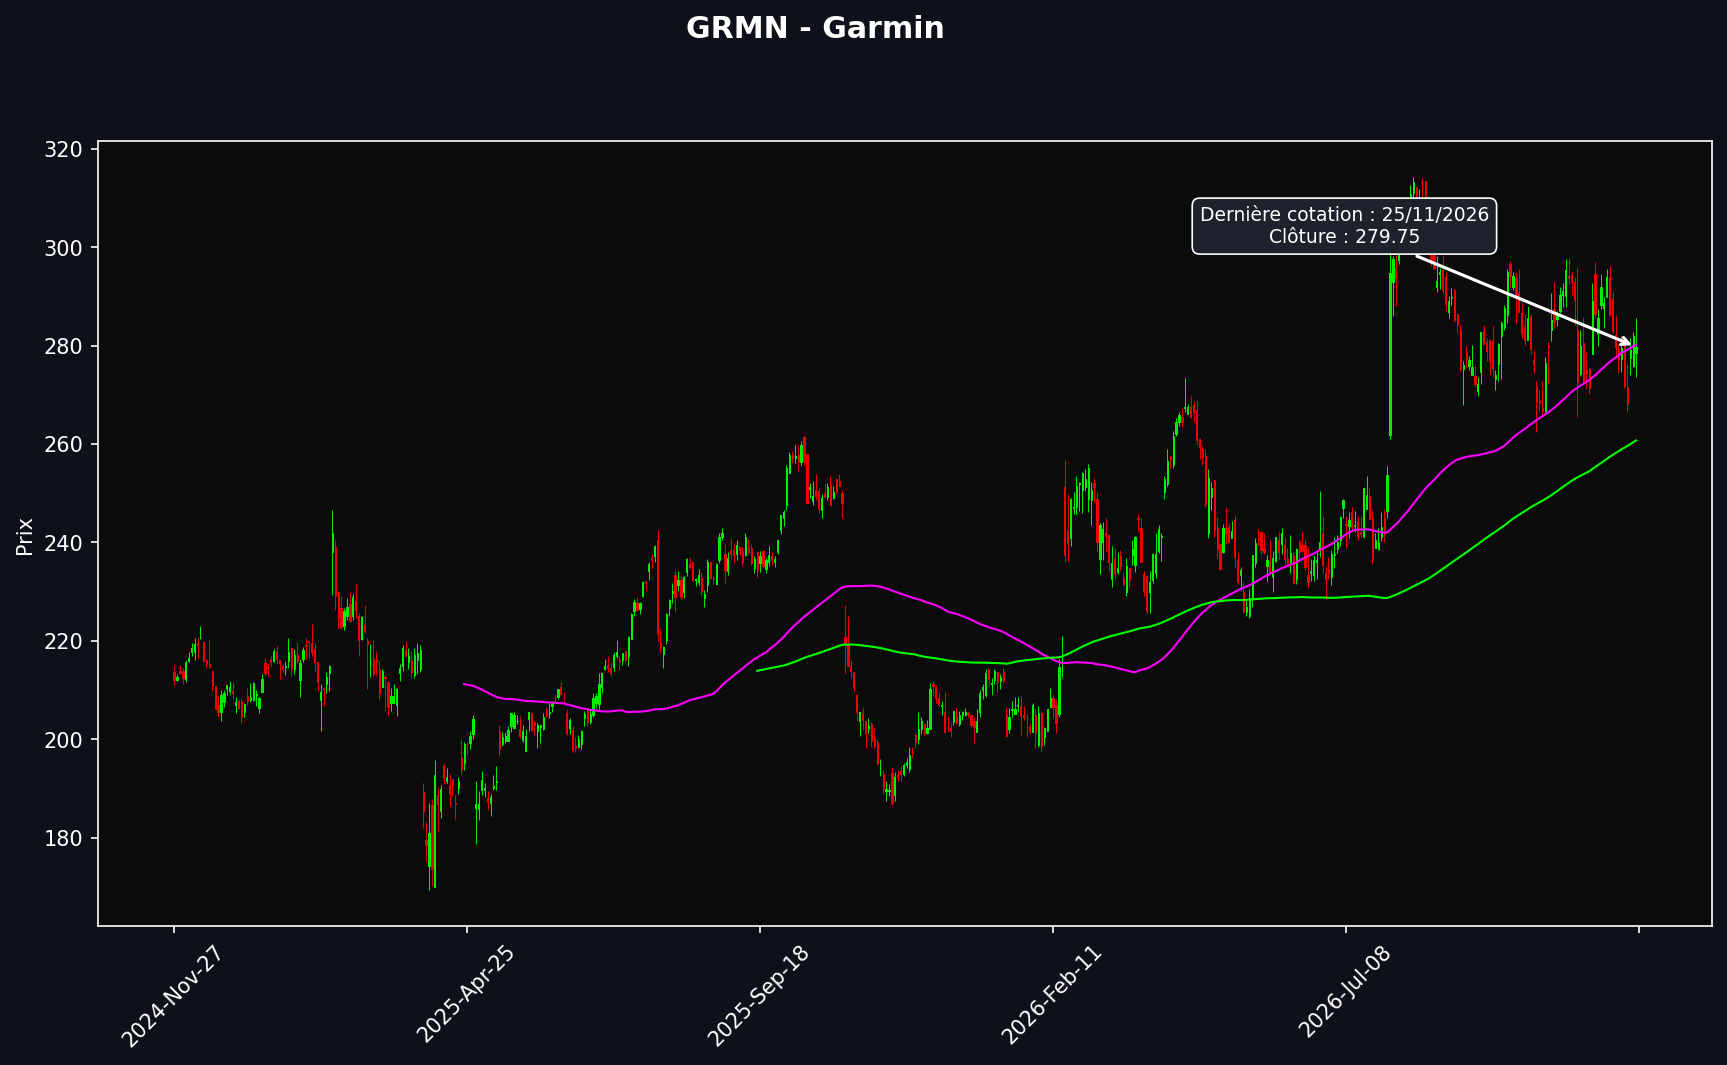 GRMN - Garmin
320
300
280
260
240
220
200
180
Prix
Dernière cotation : 25/11/2026
Clôture : 279.75
2024-Nov-27
2025-Apr-25
2025-Sep-18
2026-Feb-11
2026-Jul-08